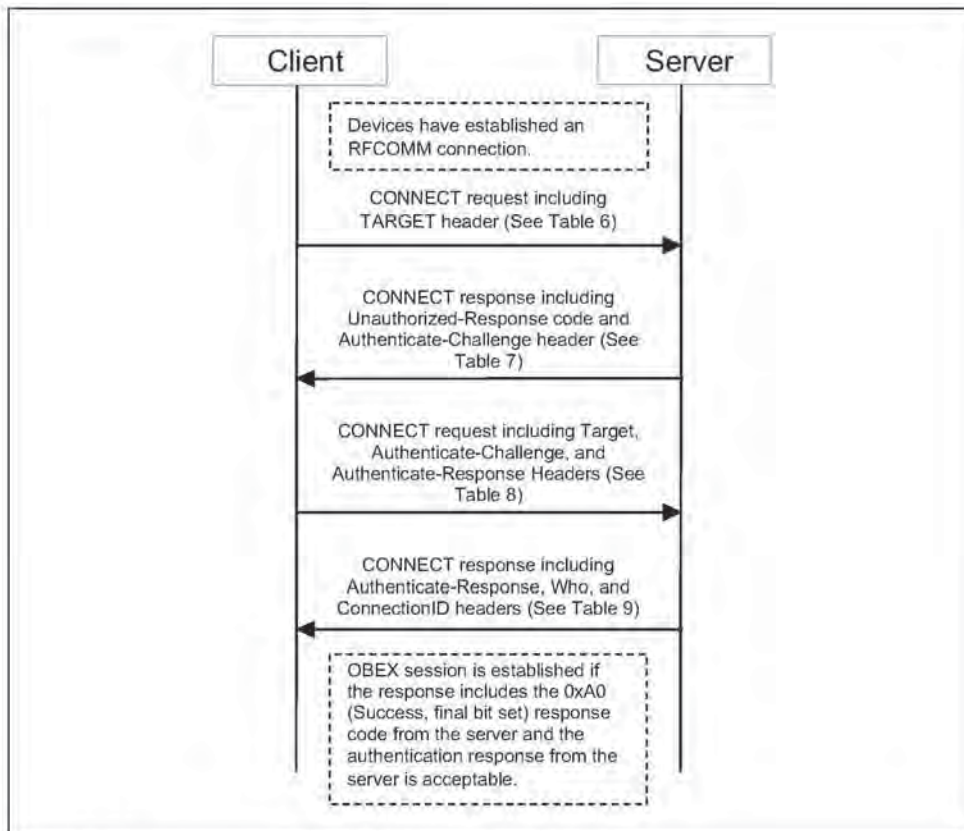 Client
Server
Devices have established an
RFCOMM connection.
CONNECT request including
TARGET header (See Table 6)
CONNECT response including
Unauthorized-Response code and
Authenticate-Challenge header (See
Table 7)
CONNECT request including Target,
Authenticate-Challenge, and
Authenticate-Response Headers (See
Table 8)
CONNECT response including
Authenticate-Response, Who, and
ConnectionID headers (See Table 9)
OBEX session is established if
the response includes the 0xA0
(Success, final bit set) response
code from the server and the
authentication response from the
server is acceptable.